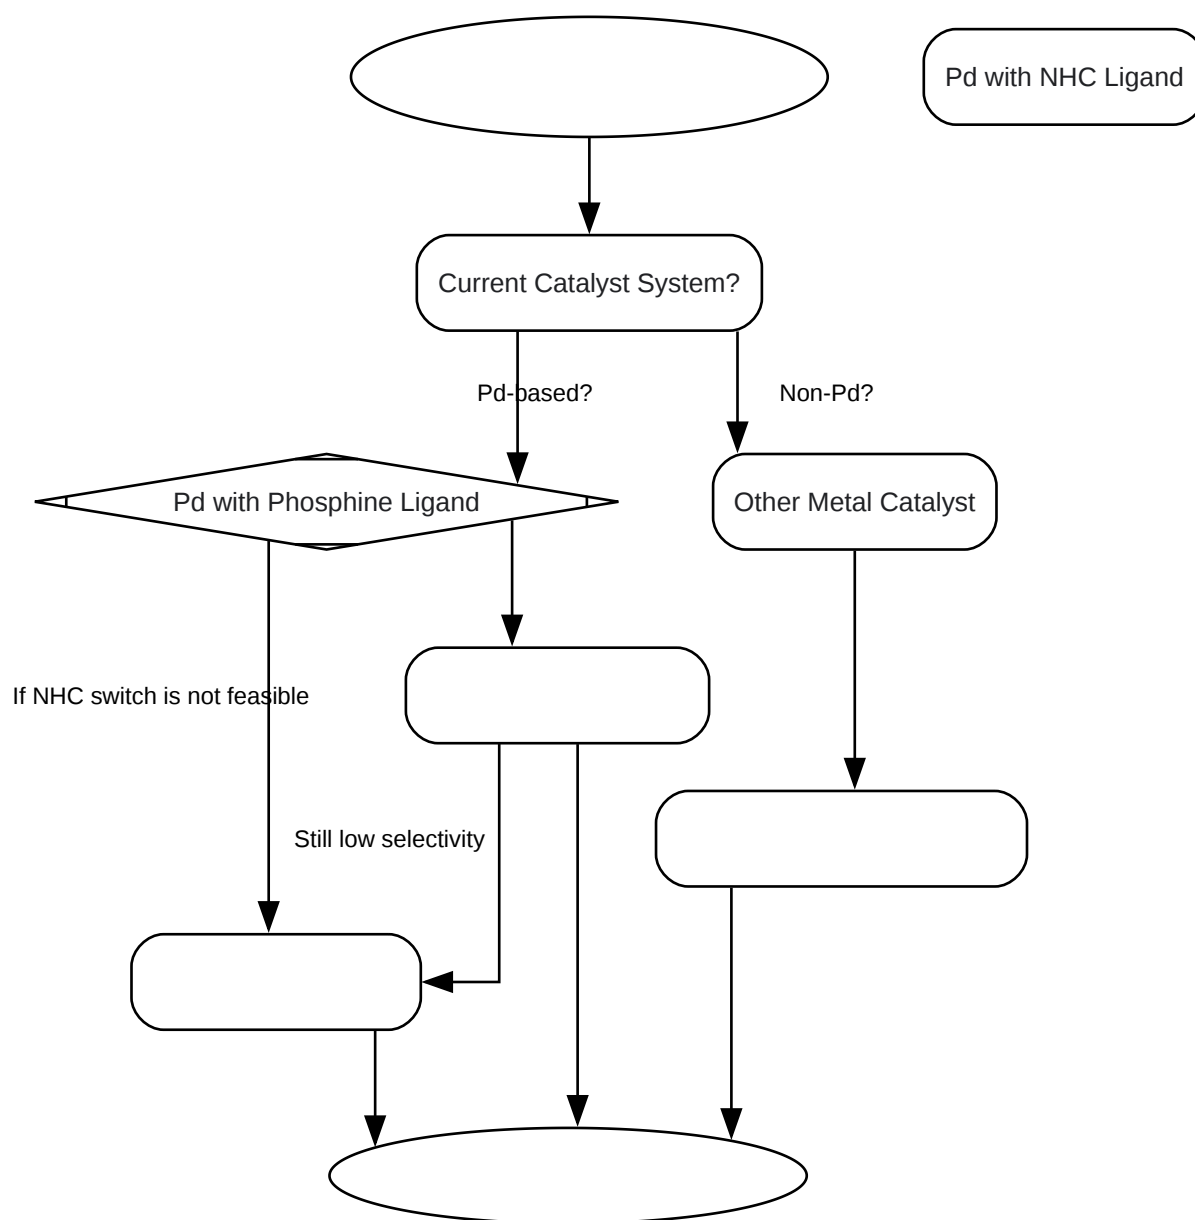 Pd with NHC Ligand
Current Catalyst System?
Pd-based?
Non-Pd?
Pd with Phosphine Ligand
Other Metal Catalyst
If NHC switch is not feasible
Still low selectivity